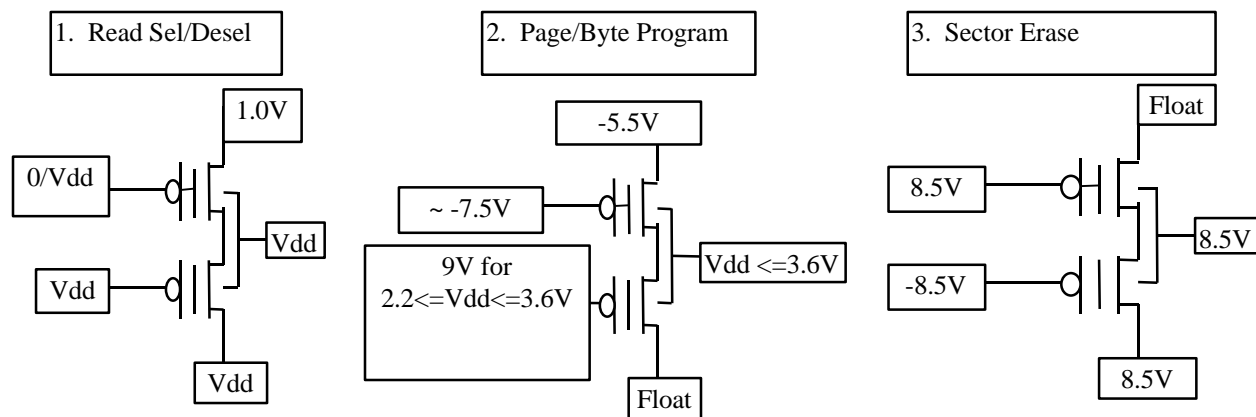 1. Read Sel/Desel
1.0V
0/Vdd
Vdd
Vdd
Vdd
2. Page/Byte Program
-5.5V
~ -7.5V
9V for
2.2<=Vdd<=3.6V
Vdd <=3.6V
Float
3. Sector Erase
Float
8.5V
8.5V
-8.5V
8.5V